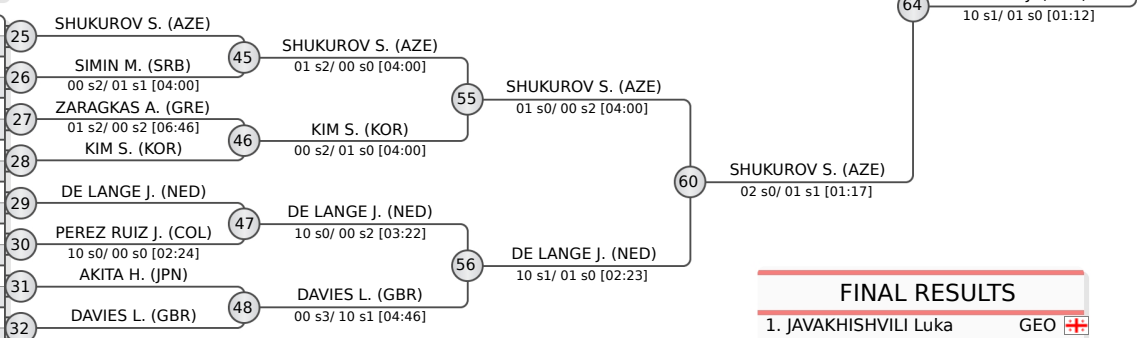 64
10 s1/ 01 s0 [01:12]
25
SHUKUROV S. (AZE)
26
SIMIN M. (SRB)
00 s2/ 01 s1 [04:00]
27
ZARAGKAS A. (GRE)
01 s2/ 00 s2 [06:46]
28
KIM S. (KOR)
29
DE LANGE J. (NED)
30
PEREZ RUIZ J. (COL)
10 s0/ 00 s0 [02:24]
31
AKITA H. (JPN)
32
DAVIES L. (GBR)
45
SHUKUROV S. (AZE)
01 s2/ 00 s0 [04:00]
46
KIM S. (KOR)
00 s2/ 01 s0 [04:00]
47
DE LANGE J. (NED)
10 s0/ 00 s2 [03:22]
48
DAVIES L. (GBR)
00 s3/ 10 s1 [04:46]
55
SHUKUROV S. (AZE)
01 s0/ 00 s2 [04:00]
56
DE LANGE J. (NED)
10 s1/ 01 s0 [02:23]
60
SHUKUROV S. (AZE)
02 s0/ 01 s1 [01:17]
FINAL RESULTS
1. JAVAKHISHVILI Luka GEO